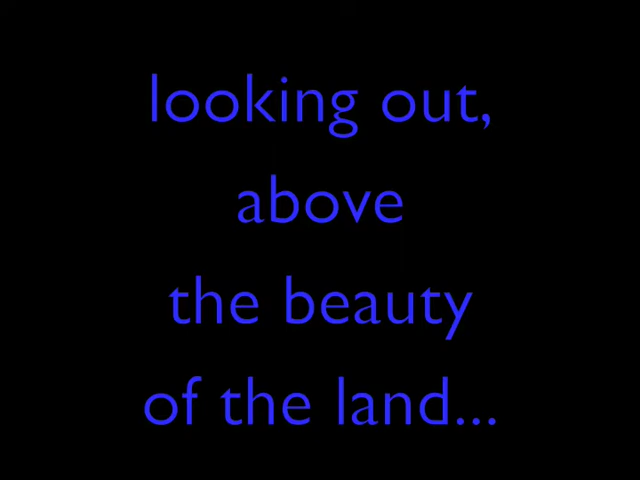 looking out,
above
the beauty
of the land...